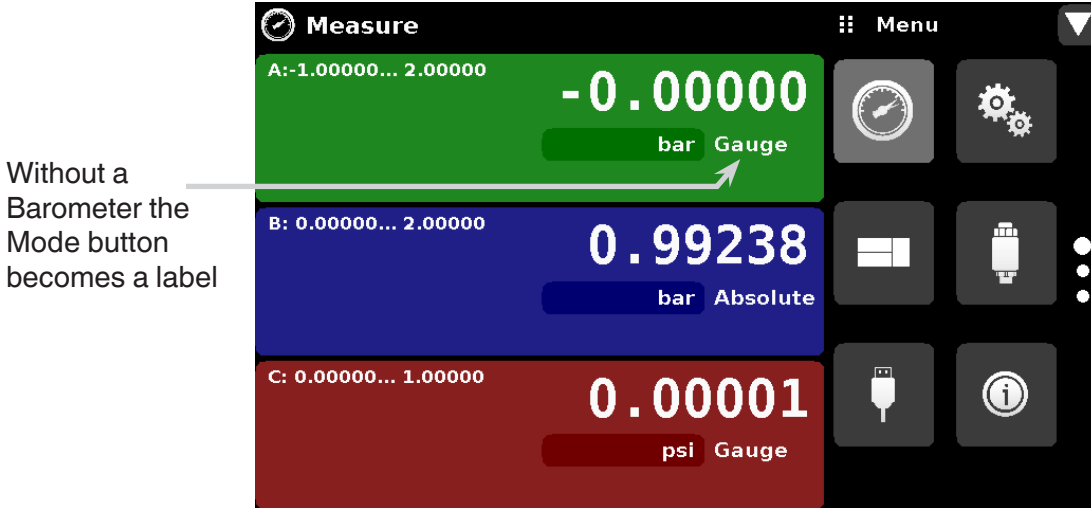 Measure
Menu
A:-1.00000... 2.00000
-0.00000
bar Gauge
Without a
Barometer the
Mode button
becomes a label
B: 0.00000... 2.00000
0.99238
bar Absolute
C: 0.00000... 1.00000
0.00001
psi Gauge